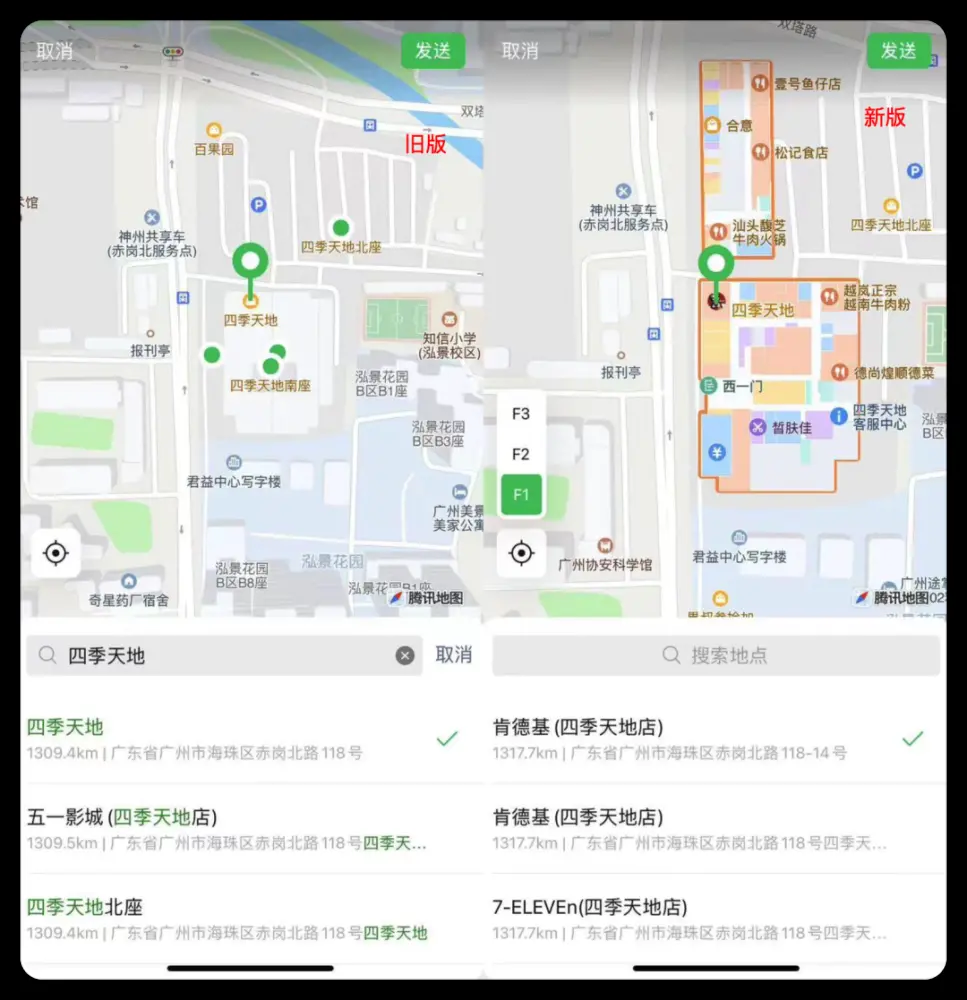 取消
发送
旧版
双塔
百果园
术馆
神州共享车
(赤岗北服务点)
四季天地北座
四季天地
报刊亭
知信小学
(泓景校区)
四季天地南座
泓景花园
B区B1座
泓景花园
B区B3座
君益中心写字楼
广州美景
美家公寓
泓景花园
泓景花园
B区B8座
泓景花
B1座
奇星药厂宿舍
腾讯地图
四季天地
取消
四季天地
1309.4km | 广东省广州市海珠区赤岗北路118号
五一影城 (四季天地店)
1309.5km | 广东省广州市海珠区赤岗北路118号四季天...
四季天地北座
1309.4km | 广东省广州市海珠区赤岗北路118号四季天地
取消
双塔路
发送
新版
壹号鱼仔店
合意
松记食店
神州共享车
(赤岗北服务点)
汕头馥芝
牛肉火锅
四季天地北座
越岚正宗
越南牛肉粉
四季天地
报刊亭
西一门
德尚煌顺德菜
四季天地
客服中心
皙肤佳
泓景
B区
F3
F2
F1
君益中心写字楼
广州协安科学馆
广州途
腾讯地图
搜索地点
肯德基 (四季天地店)
1317.7km | 广东省广州市海珠区赤岗北路118-14号
肯德基 (四季天地店)
1317.7km | 广东省广州市海珠区赤岗北路118号四季天...
7-ELEVEn(四季天地店)
1317.7km | 广东省广州市海珠区赤岗北路118号四季天...